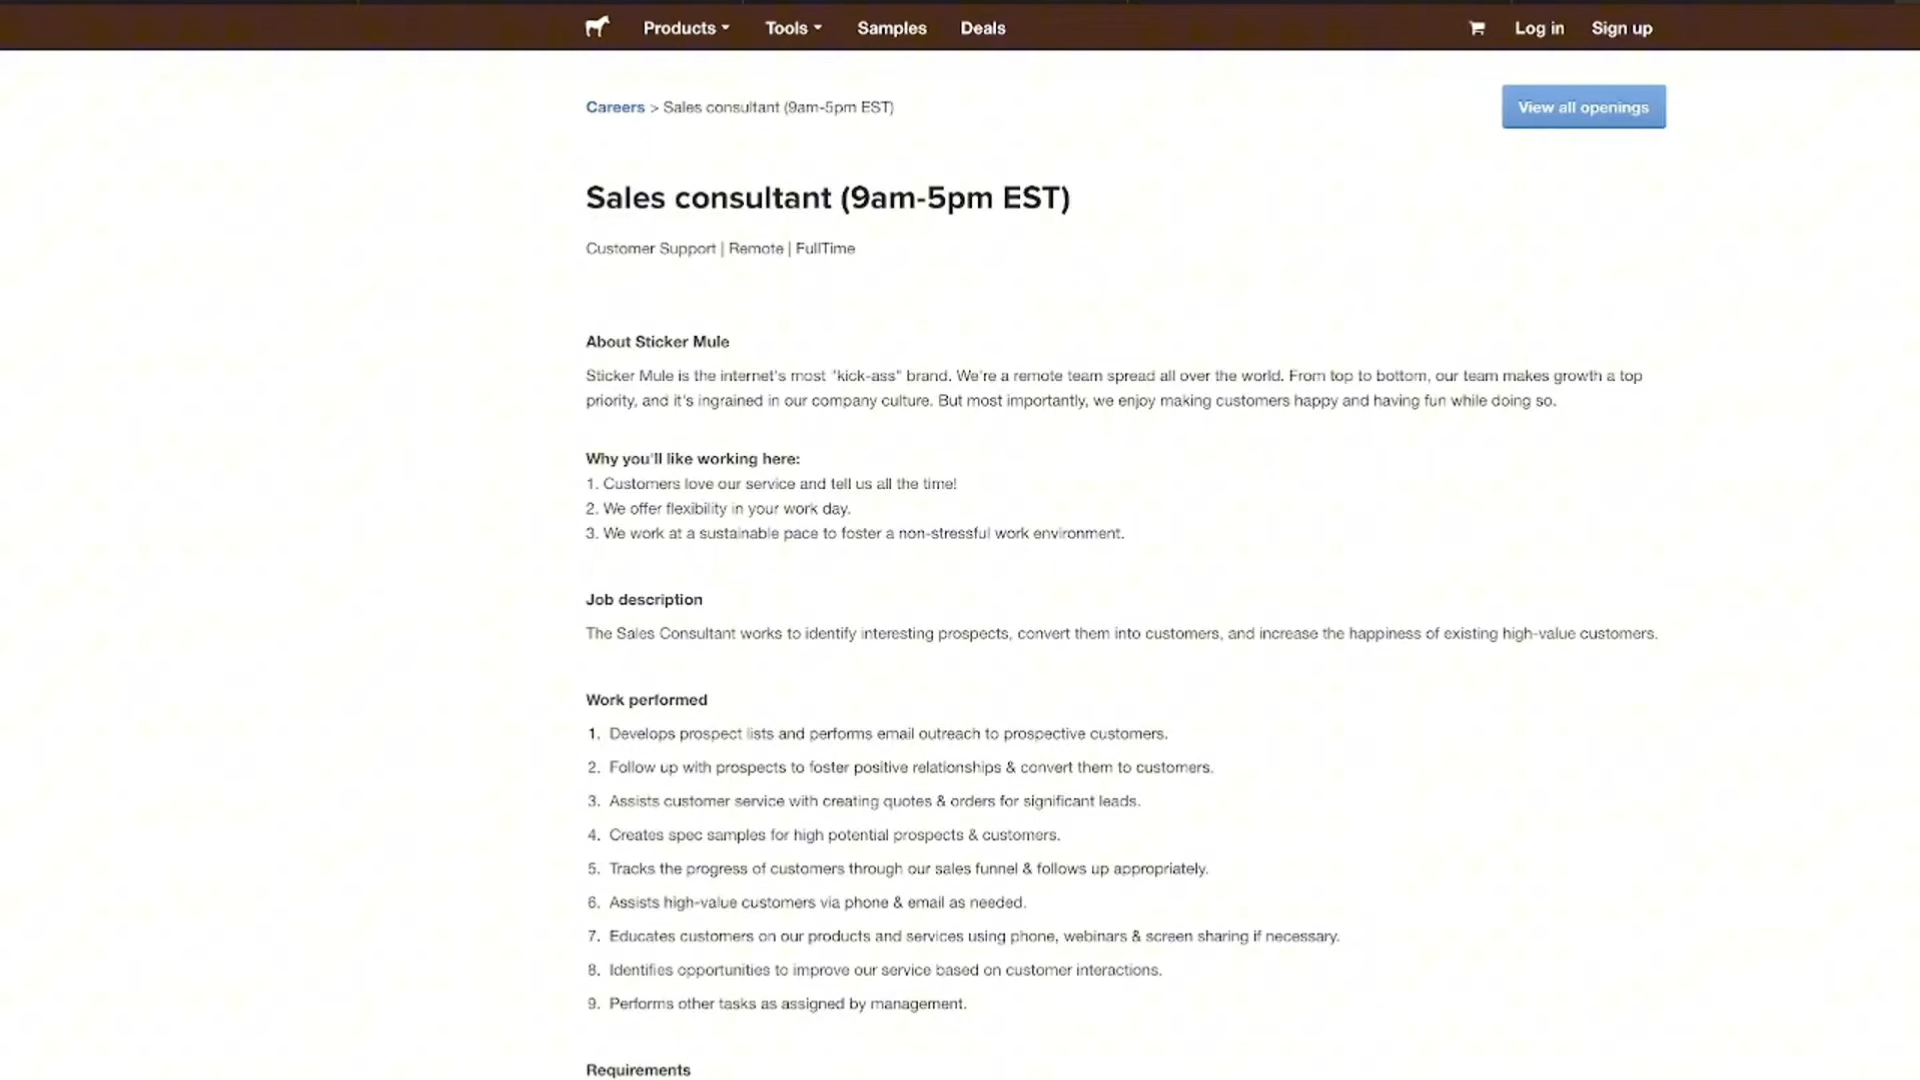 Products Tools Samples Deals Log in Sign up
Careers > Sales consultant (9am-5pm EST)
View all openings
Sales consultant (9am-5pm EST)
Customer Support | Remote | FullTime
About Sticker Mule
Sticker Mule is the internet's most "kick-ass" brand. We're a remote team spread all over the world. From top to bottom, our team makes growth a top
priority, and it's ingrained in our company culture. But most importantly, we enjoy making customers happy and having fun while doing so.
Why you'll like working here:
1. Customers love our service and tell us all the time!
2. We offer flexibility in your work day.
3. We work at a sustainable pace to foster a non-stressful work environment.
Job description
The Sales Consultant works to identify interesting prospects, convert them into customers, and increase the happiness of existing high-value customers.
Work performed
1. Develops prospect lists and performs email outreach to prospective customers.
2. Follow up with prospects to foster positive relationships & convert them to customers.
3. Assists customer service with creating quotes & orders for significant leads.
4. Creates spec samples for high potential prospects & customers.
5. Tracks the progress of customers through our sales funnel & follows up appropriately.
6. Assists high-value customers via phone & email as needed.
7. Educates customers on our products and services using phone, webinars & screen sharing if necessary.
8. Identifies opportunities to improve our service based on customer interactions.
9. Performs other tasks as assigned by management.
Requirements